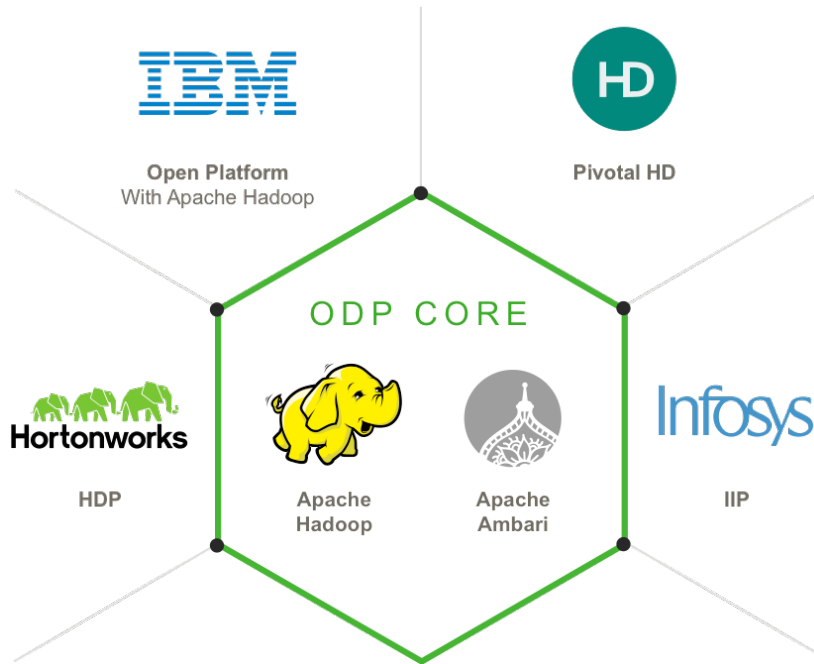 IBM
HD
Open Platform
With Apache Hadoop
Pivotal HD
ODP CORE
Hortonworks
Infosys
HDP
Apache
Hadoop
Apache
Ambari
IIP